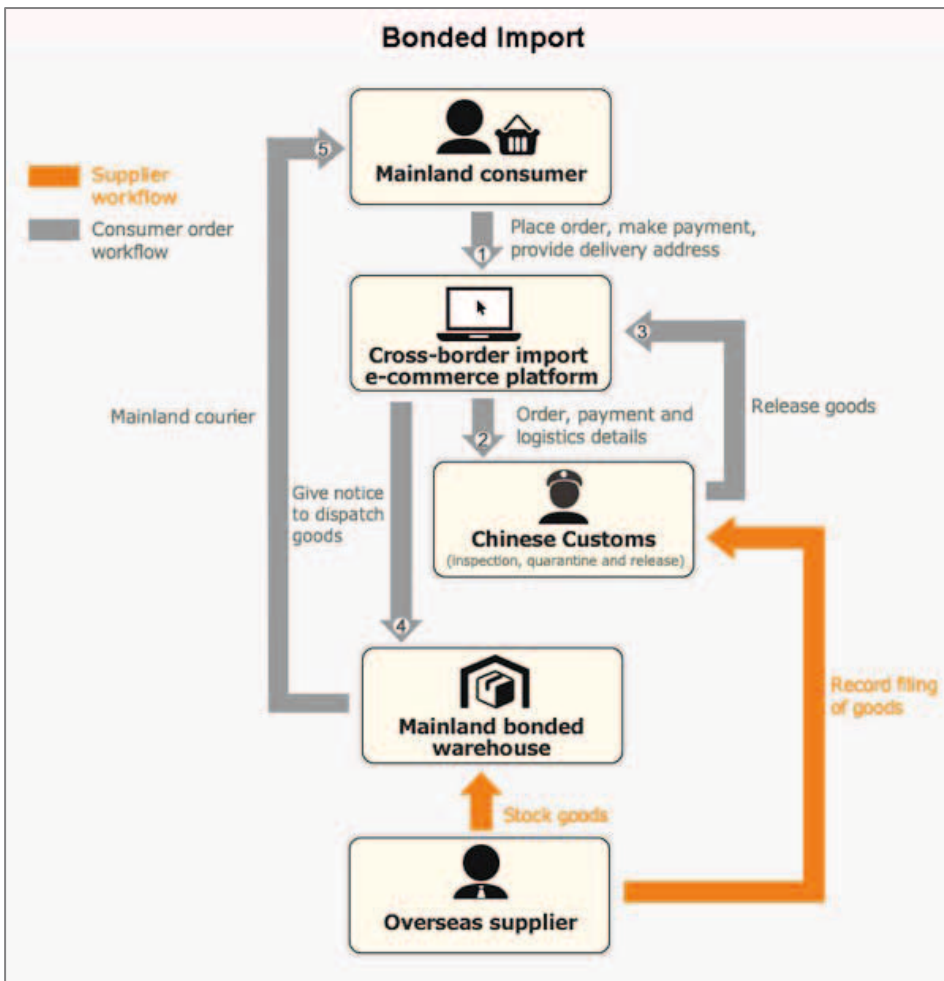 Bonded Import
Supplier
workflow
Consumer order
workflow
5
Mainland consumer
1
Place order, make payment,
provide delivery address
Cross-border import
e-commerce platform
3
Release goods
Mainland courier
2
Order, payment and
logistics details
Give notice
to dispatch
goods
Chinese Customs
(inspection, quarantine and release)
4
Mainland bonded
warehouse
Record filing
of goods
Stock goods
Overseas supplier